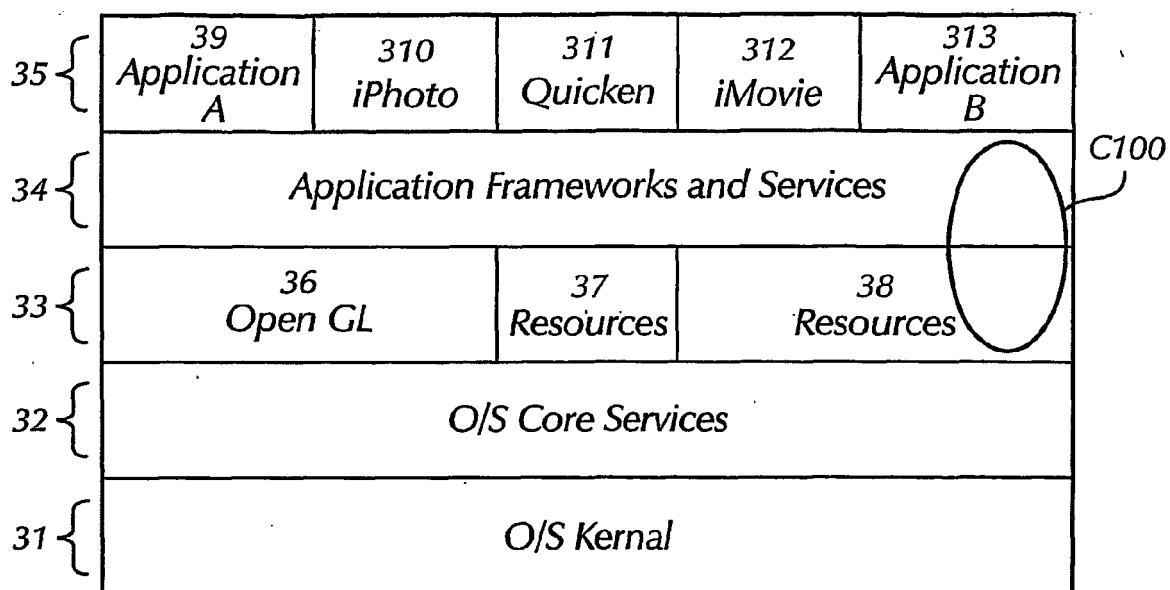 35
39
Application
A
310
iPhoto
311
Quicken
312
iMovie
313
Application
B
C100
34
Application Frameworks and Services
33
36
Open GL
37
Resources
38
Resources
32
O/S Core Services
31
O/S Kernal